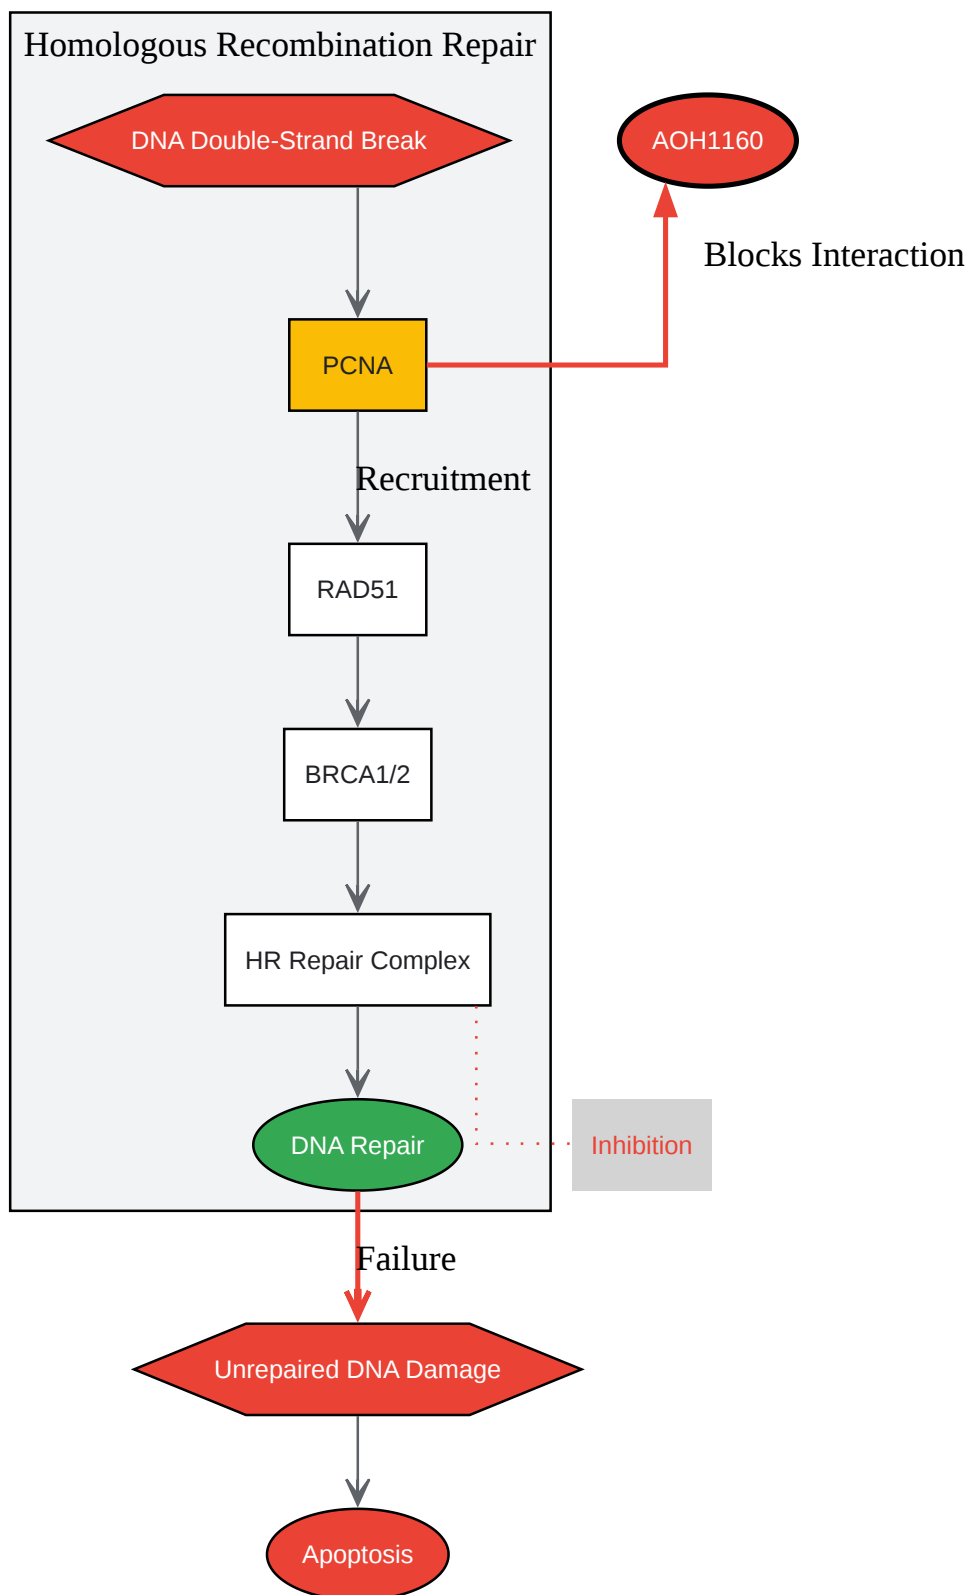 Homologous Recombination Repair
DNA Double-Strand Break
AOH1160
Blocks Interaction
PCNA
Recruitment
RAD51
BRCA1/2
HR Repair Complex
DNA Repair
Inhibition
Failure
Unrepaired DNA Damage
Apoptosis